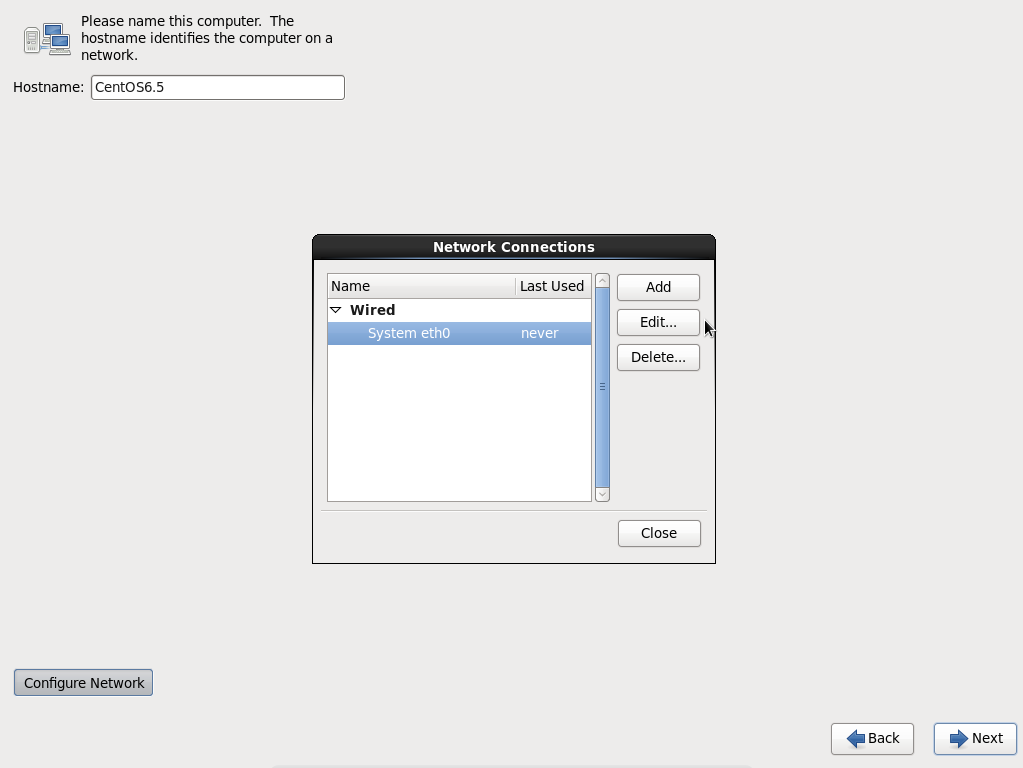 Please name this computer.  The
hostname identifies the computer on a
network.
Hostname: CentOS6.5
Network Connections
Name Last Used
Wired
System eth0 never
Add
Edit...
Delete...
Close
Configure Network
Back Next